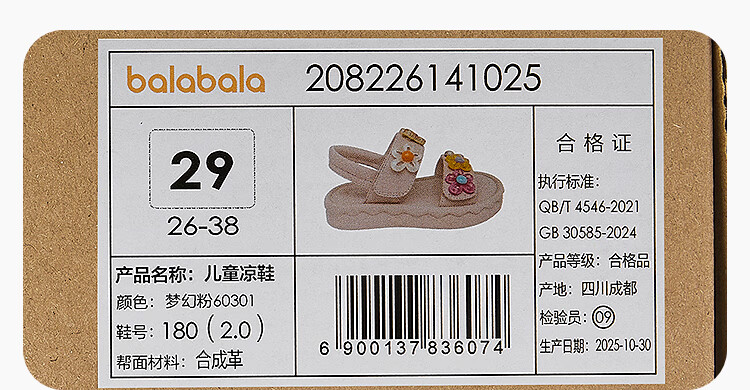 balabala 208226141025
29
26-38
产品名称：儿童凉鞋
颜色：梦幻粉60301
鞋号：180（2.0）
帮面材料：合成革
6 900137 836074
合格证
执行标准：
QB/T 4546-2021
GB 30585-2024
产品等级：合格品
产地：四川成都
检验员：09
生产日期：2025-10-30